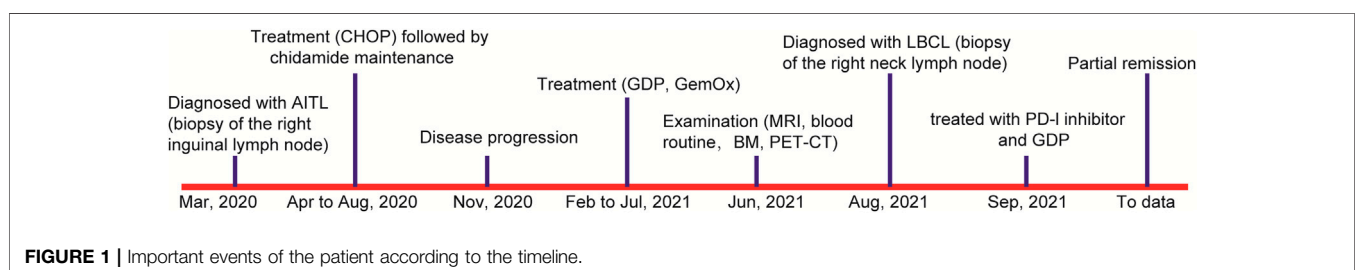 Treatment (CHOP) followed by
chidamide maintenance
Diagnosed with LBCL (biopsy
of the right neck lymph node)
Partial remission
Treatment (GDP, GemOx)
Diagnosed with AITL
(biopsy of the right
inguinal lymph node)
Disease progression
Examination (MRI, blood
routine，BM, PET-CT)
treated with PD-I inhibitor
and GDP
Mar, 2020
Apr to Aug, 2020
Nov, 2020
Feb to Jul, 2021
Jun, 2021
Aug, 2021
Sep, 2021
To data
FIGURE 1 | Important events of the patient according to the timeline.